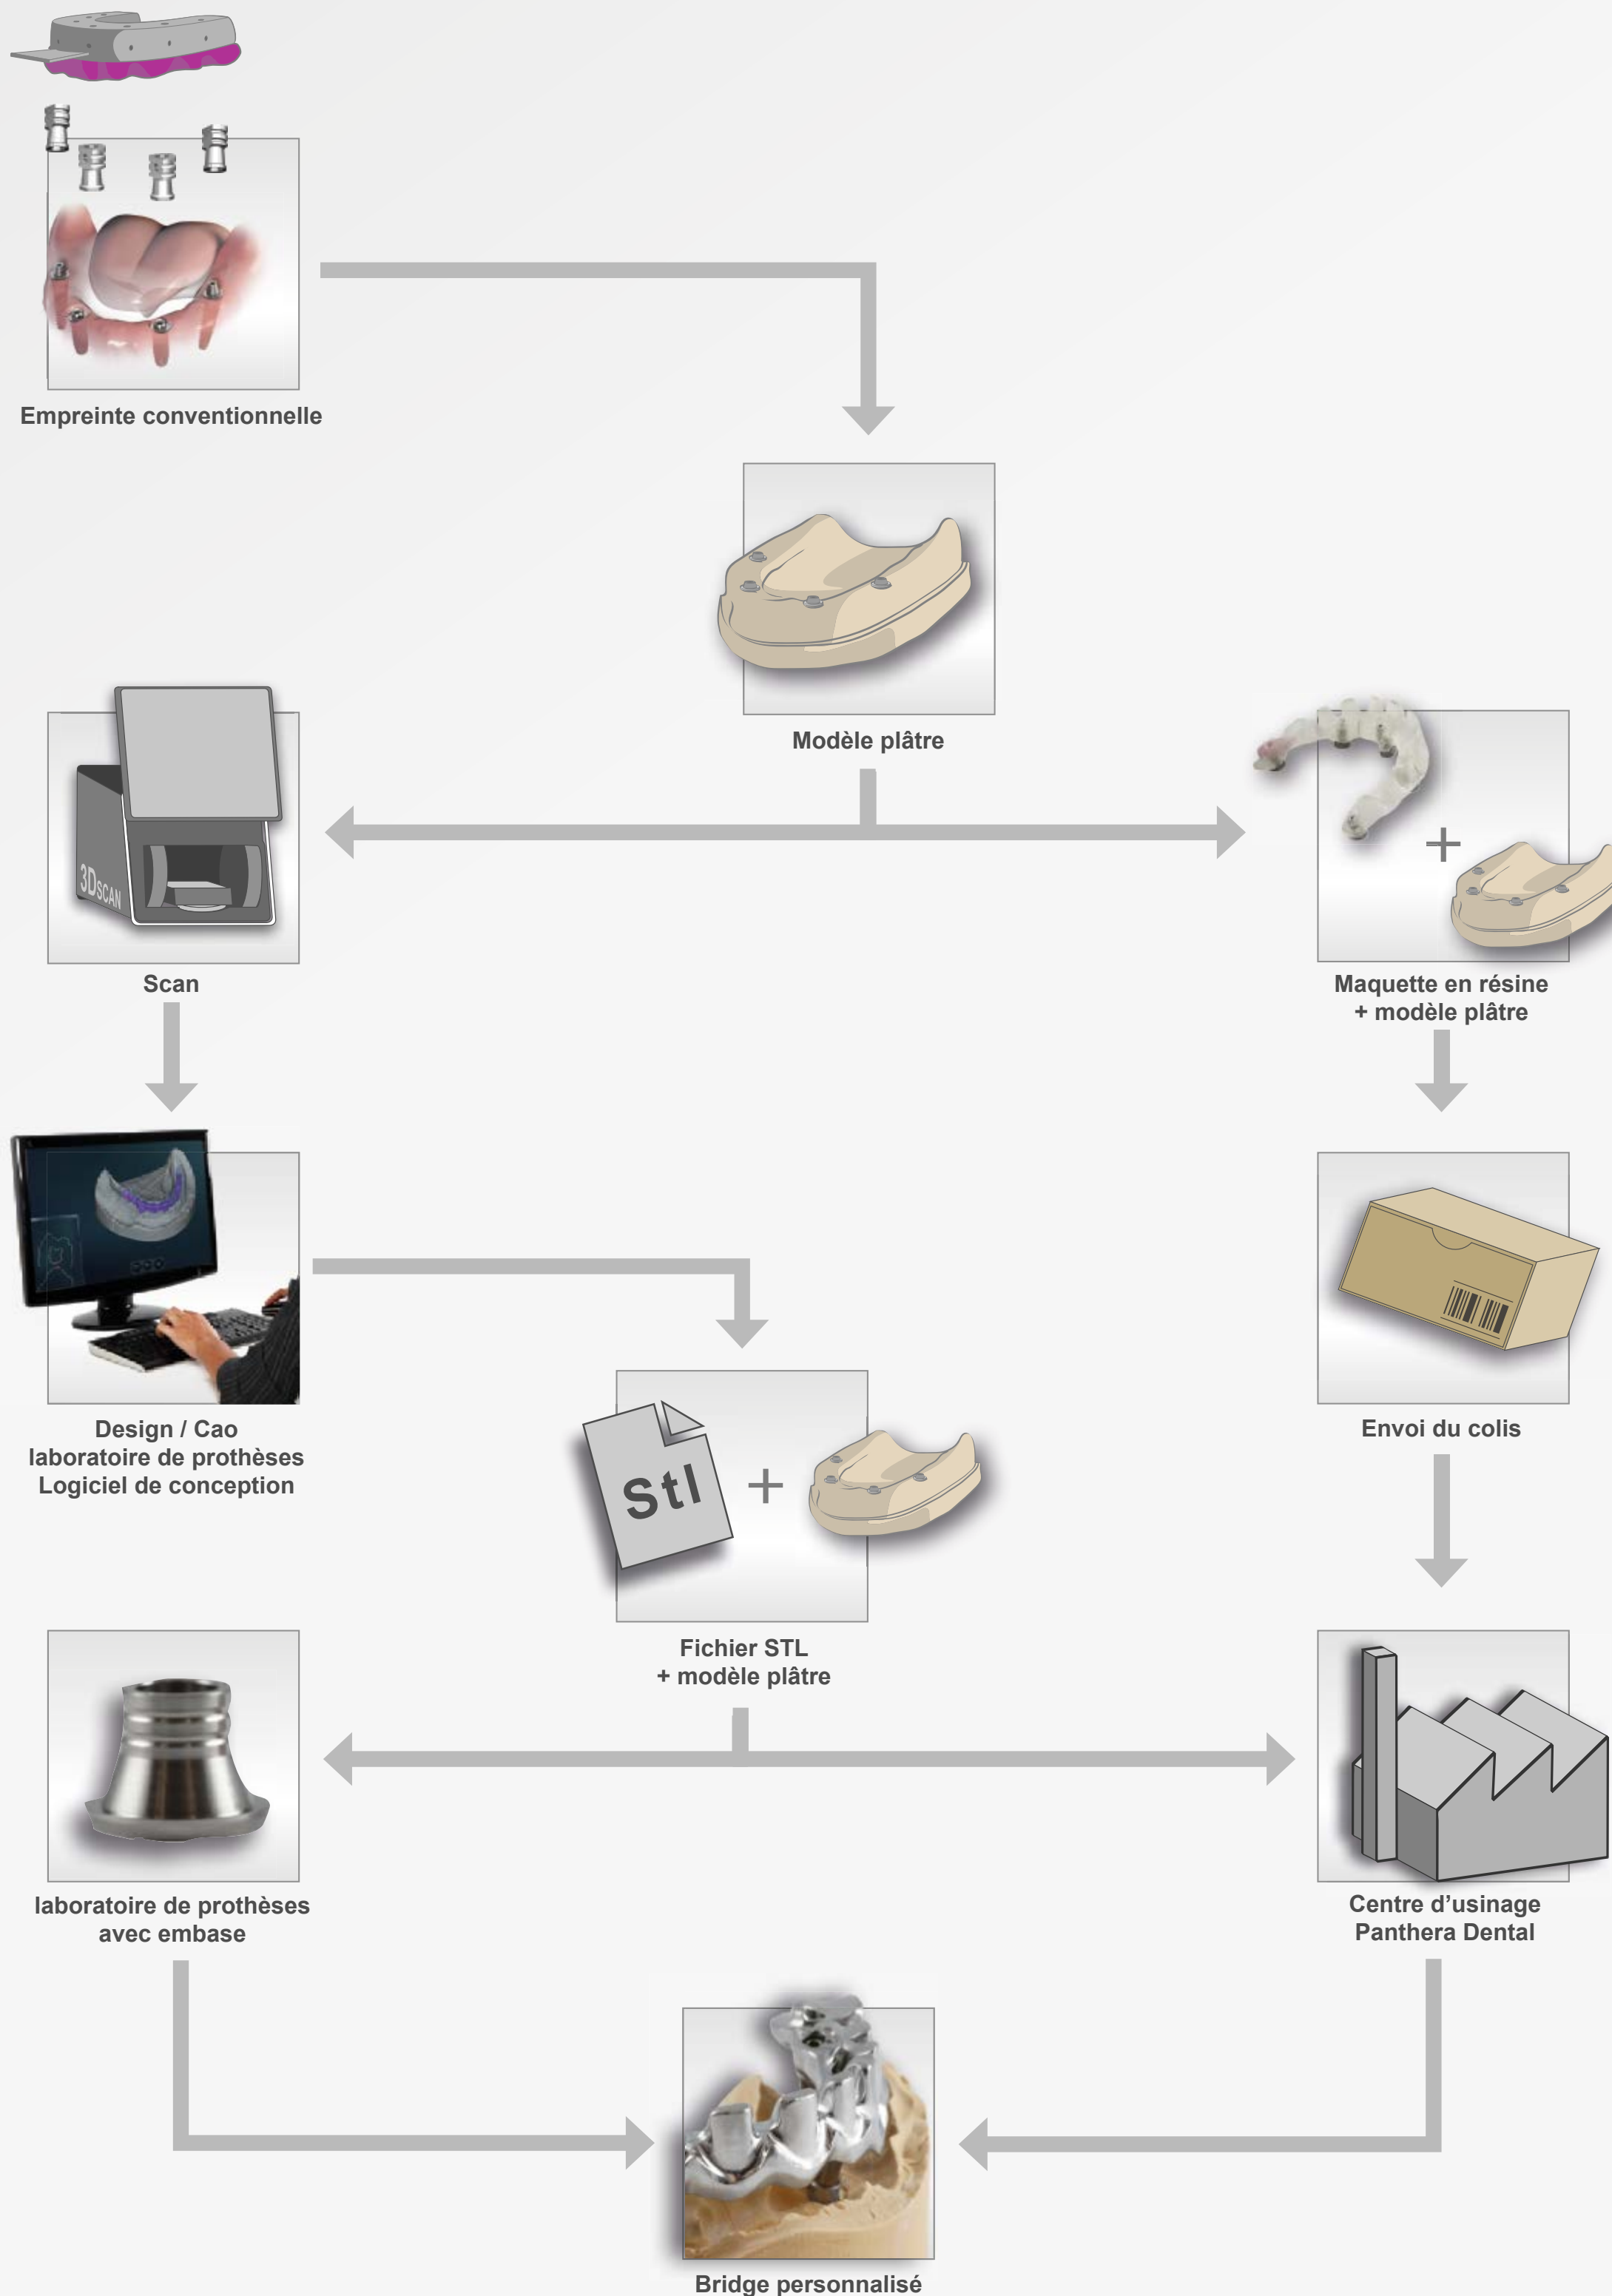 Empreinte conventionnelle
Modèle plâtre
3DSCAN
Scan
+
Maquette en résine
+ modèle plâtre
Design / Cao
laboratoire de prothèses
Logiciel de conception
Envoi du colis
Stl
+
Fichier STL
+ modèle plâtre
laboratoire de prothèses
avec embase
Centre d’usinage
Panthera Dental
Bridge personnalisé